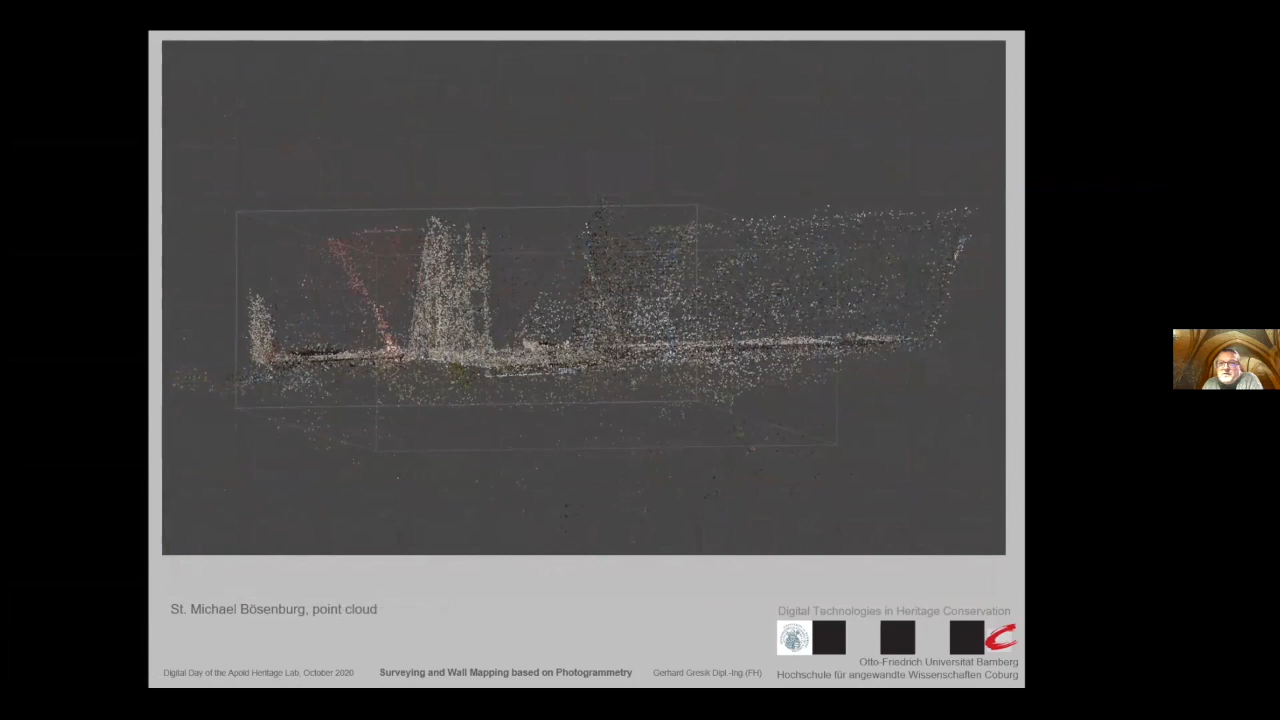 St. Michael Bösenburg, point cloud
Digital Technologies in Heritage Conservation
Otto-Friedrich Universität Bamberg
Hochschule für angewandte Wissenschaften Coburg
Digital Day of the Apold Heritage Lab, October 2020
Surveying and Wall Mapping based on Photogrammetry
Gerhard Gresik Dipl.-Ing (FH)